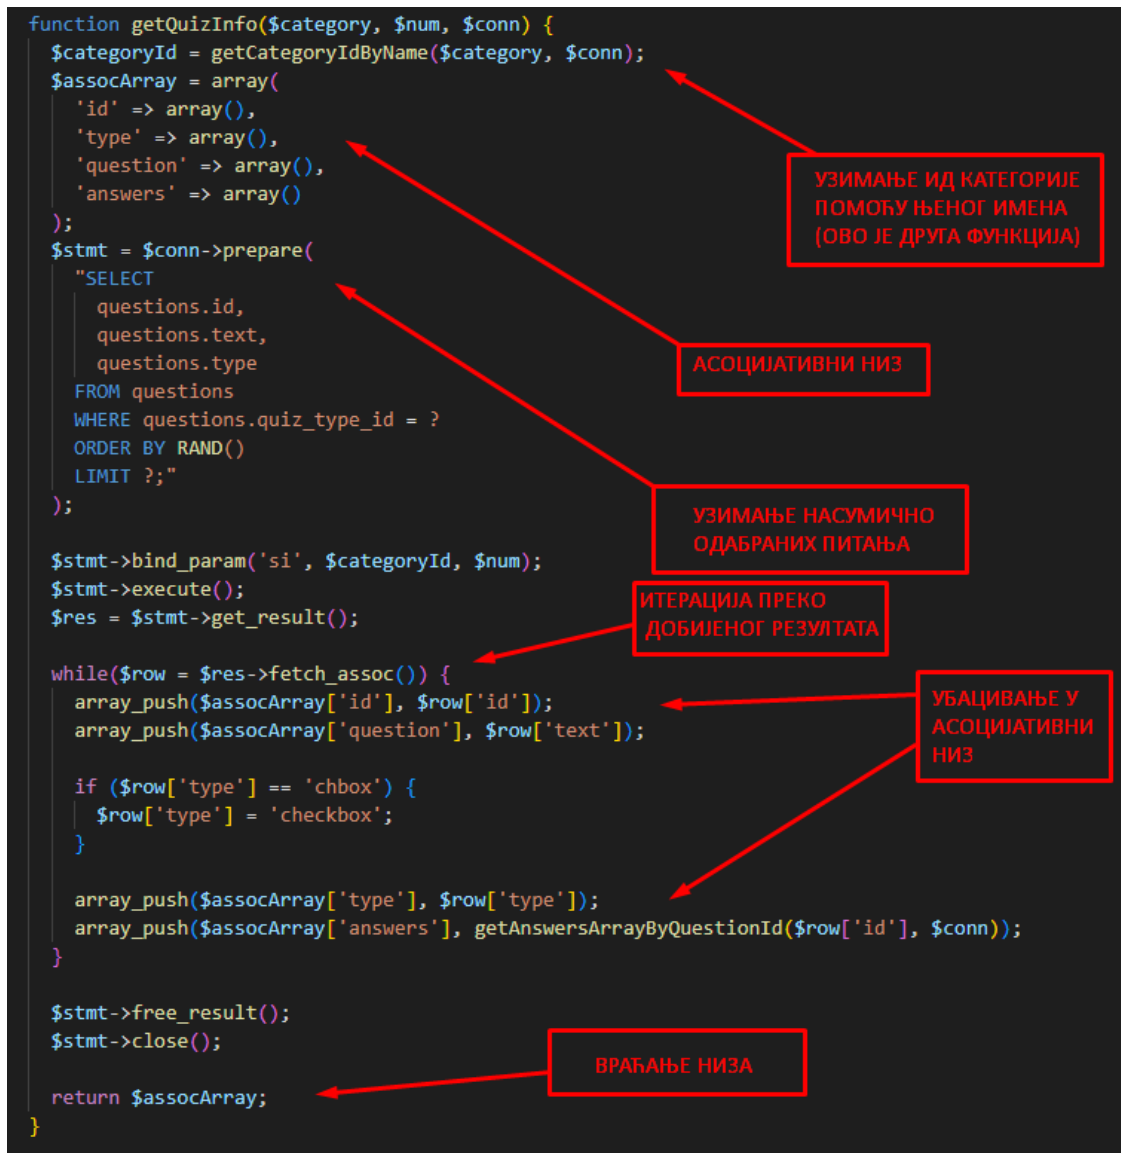 function getQuizInfo($category, $num, $conn) {
$categoryId = getCategoryIdByName($category, $conn);
$assocArray = array(
'id' => array(),
'type' => array(),
'question' => array(),
'answers' => array()
);
$stmt = $conn->prepare(
"SELECT
questions.id,
questions.text,
questions.type
FROM questions
WHERE questions.quiz_type_id = ?
ORDER BY RAND()
LIMIT ?;"
);
$stmt->bind_param('si', $categoryId, $num);
$stmt->execute();
$res = $stmt->get_result();
while($row = $res->fetch_assoc()) {
array_push($assocArray['id'], $row['id']);
array_push($assocArray['question'], $row['text']);
if ($row['type'] == 'chbox') {
$row['type'] = 'checkbox';
}
array_push($assocArray['type'], $row['type']);
array_push($assocArray['answers'], getAnswersArrayByQuestionId($row['id'], $conn));
}
$stmt->free_result();
$stmt->close();
return $assocArray;
}
УЗИМАЊЕ ИД КАТЕГОРИЈЕ
ПОМОЋУ ЊЕНОГ ИМЕНА
(ОВО ЈЕ ДРУГА ФУНКЦИЈА)
АСОЦИЈАТИВНИ НИЗ
УЗИМАЊЕ НАСУМИЧНО
ОДАБРАНИХ ПИТАЊА
ИТЕРАЦИЈА ПРЕКО
ДОБИЈЕНОГ РЕЗУЛТАТА
УБАЦИВАЊЕ У
АСОЦИЈАТИВНИ
НИЗ
ВРАЋАЊЕ НИЗА